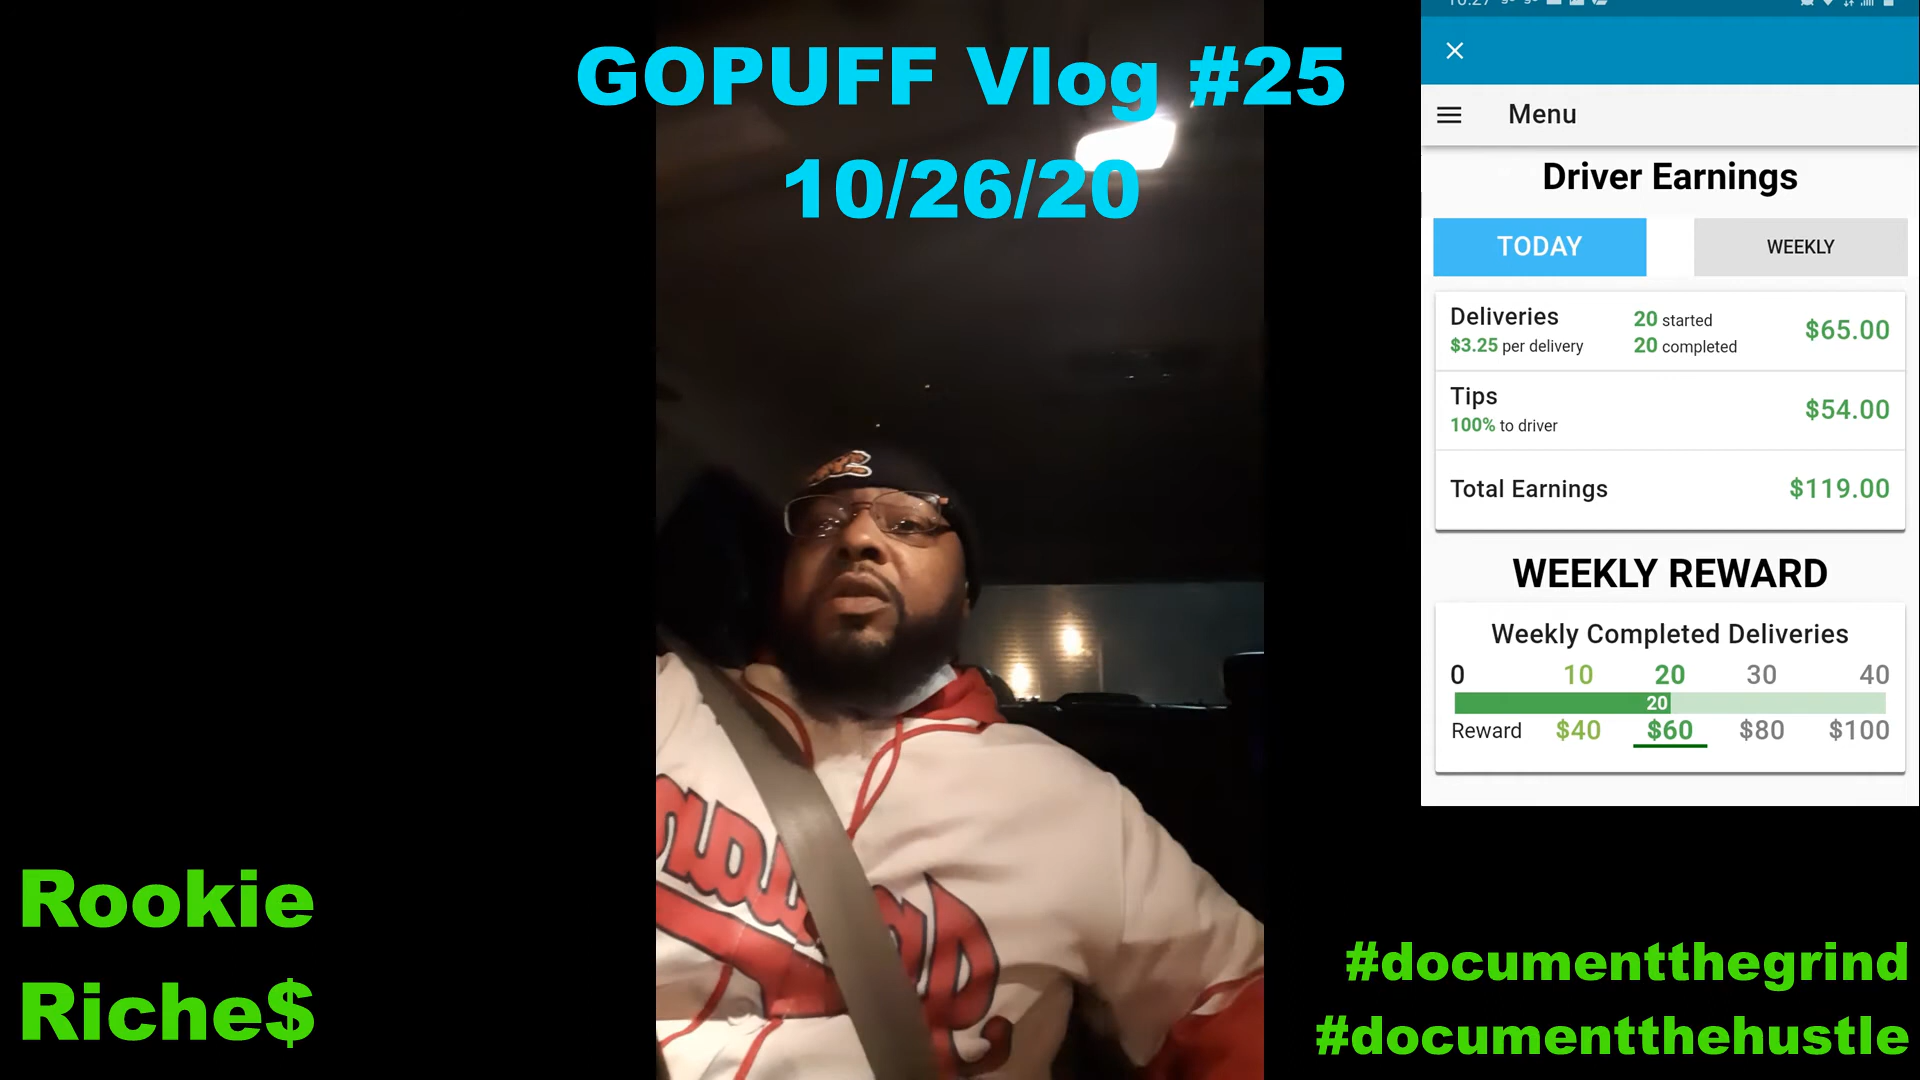 GOPUFF Vlog #25
10/26/20
Menu
Driver Earnings
TODAY
WEEKLY
Deliveries
20 started
$65.00
$3.25 per delivery
20 completed
Tips
$54.00
100% to driver
Total Earnings
$119.00
WEEKLY REWARD
Weekly Completed Deliveries
0 10 20 30 40
20
Reward $40 $60 $80 $100
Rookie
Riche$
#documentthegrind
#documentthehustle